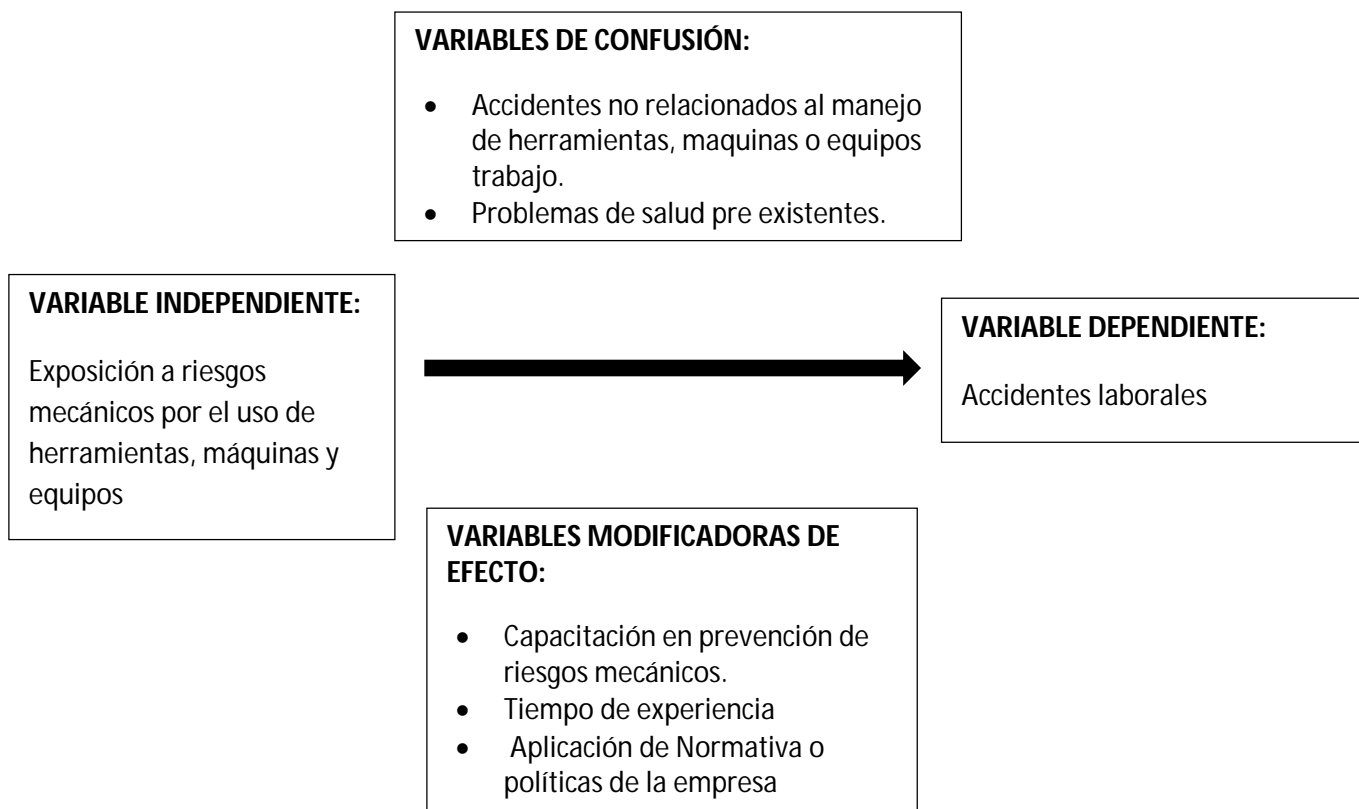 VARIABLES DE CONFUSIÓN:
• Accidentes no relacionados al manejo
de herramientas, maquinas o equipos
trabajo.
• Problemas de salud pre existentes.
VARIABLE INDEPENDIENTE:
Exposición a riesgos
mecánicos por el uso de
herramientas, máquinas y
equipos
VARIABLE DEPENDIENTE:
Accidentes laborales
VARIABLES MODIFICADORAS DE
EFECTO:
• Capacitación en prevención de
riesgos mecánicos.
• Tiempo de experiencia
• Aplicación de Normativa o
políticas de la empresa